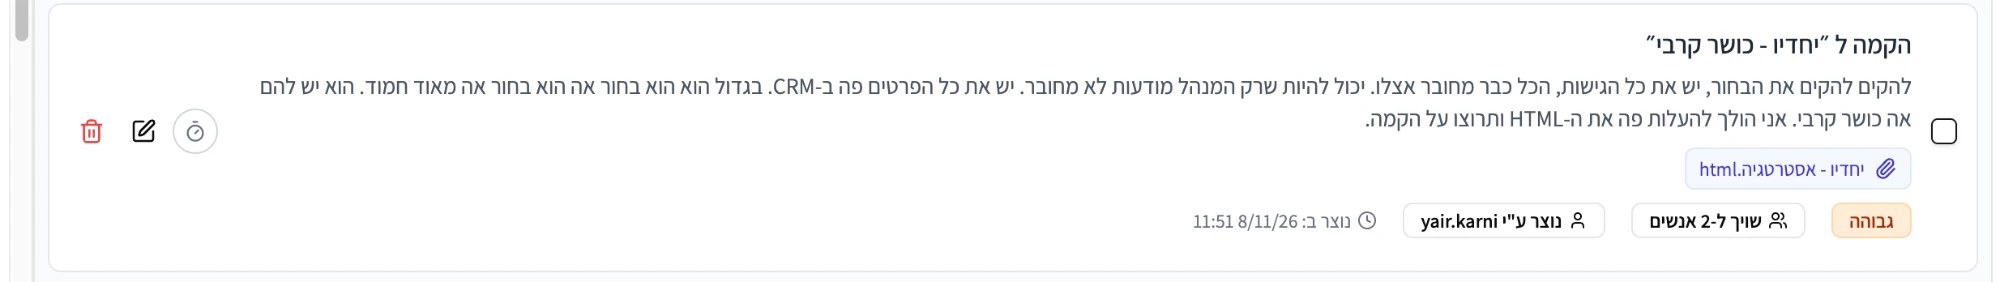 הקמה ל ״יחדיו - כושר קרבי״
להקים להקים את הבחור, יש את כל הגישות, הכל כבר מחובר אצלו. יכול להיות שרק המנהל מודעות לא מחובר. יש את כל הפרטים פה ב-CRM. בגדול הוא הוא בחור אה הוא בחור אה מאוד חמוד. הוא יש להם
אה כושר קרבי. אני הולך להעלות פה את ה-HTML ותרוצו על הקמה.
יחדיו - אסטרטגיה.html
גבוהה
שויך ל-2 אנשים
נוצר ע"י yair.karni
נוצר ב: 8/11/26 11:51